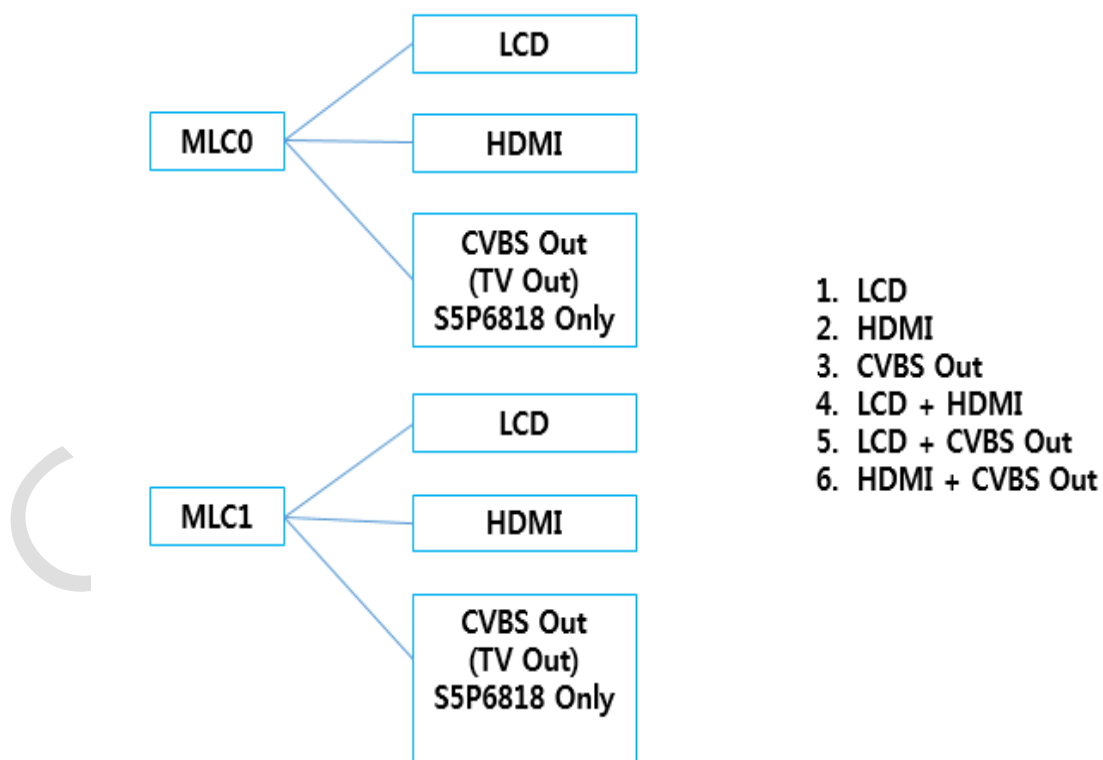 LCD
MLC0
HDMI
CVBS Out
(TV Out)
S5P6818 Only
LCD
MLC1
HDMI
CVBS Out
(TV Out)
S5P6818 Only
1. LCD
2. HDMI
3. CVBS Out
4. LCD + HDMI
5. LCD + CVBS Out
6. HDMI + CVBS Out